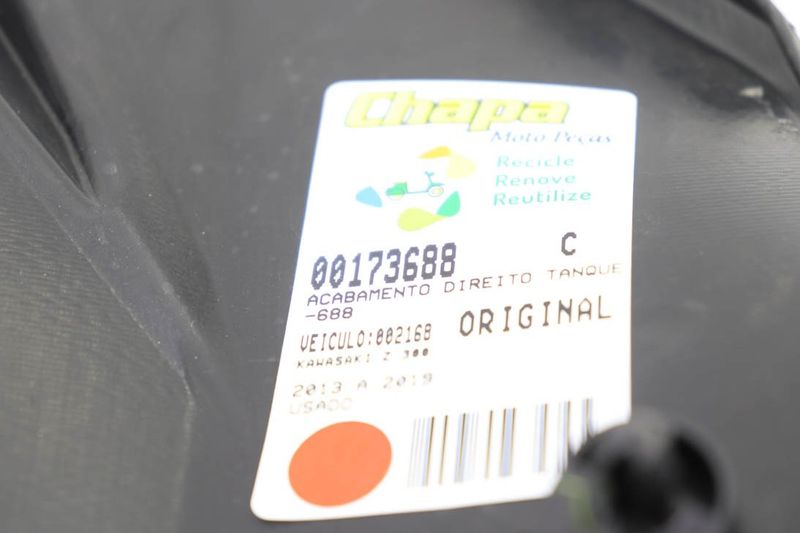 Chapa
Moto Peças
Recicle
Renove
Reutilize
00173688 C
ACABAMENTO DIREITO TANQUE
-688
VEICULO:002168 ORIGINAL
KAWASAKI Z 300
2013 A 2019
USADO